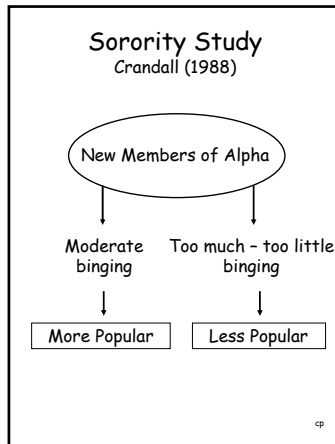 Sorority Study
Crandall (1988)
New Members of Alpha
Moderate
binging
Too much – too little
binging
More Popular
Less Popular
cp